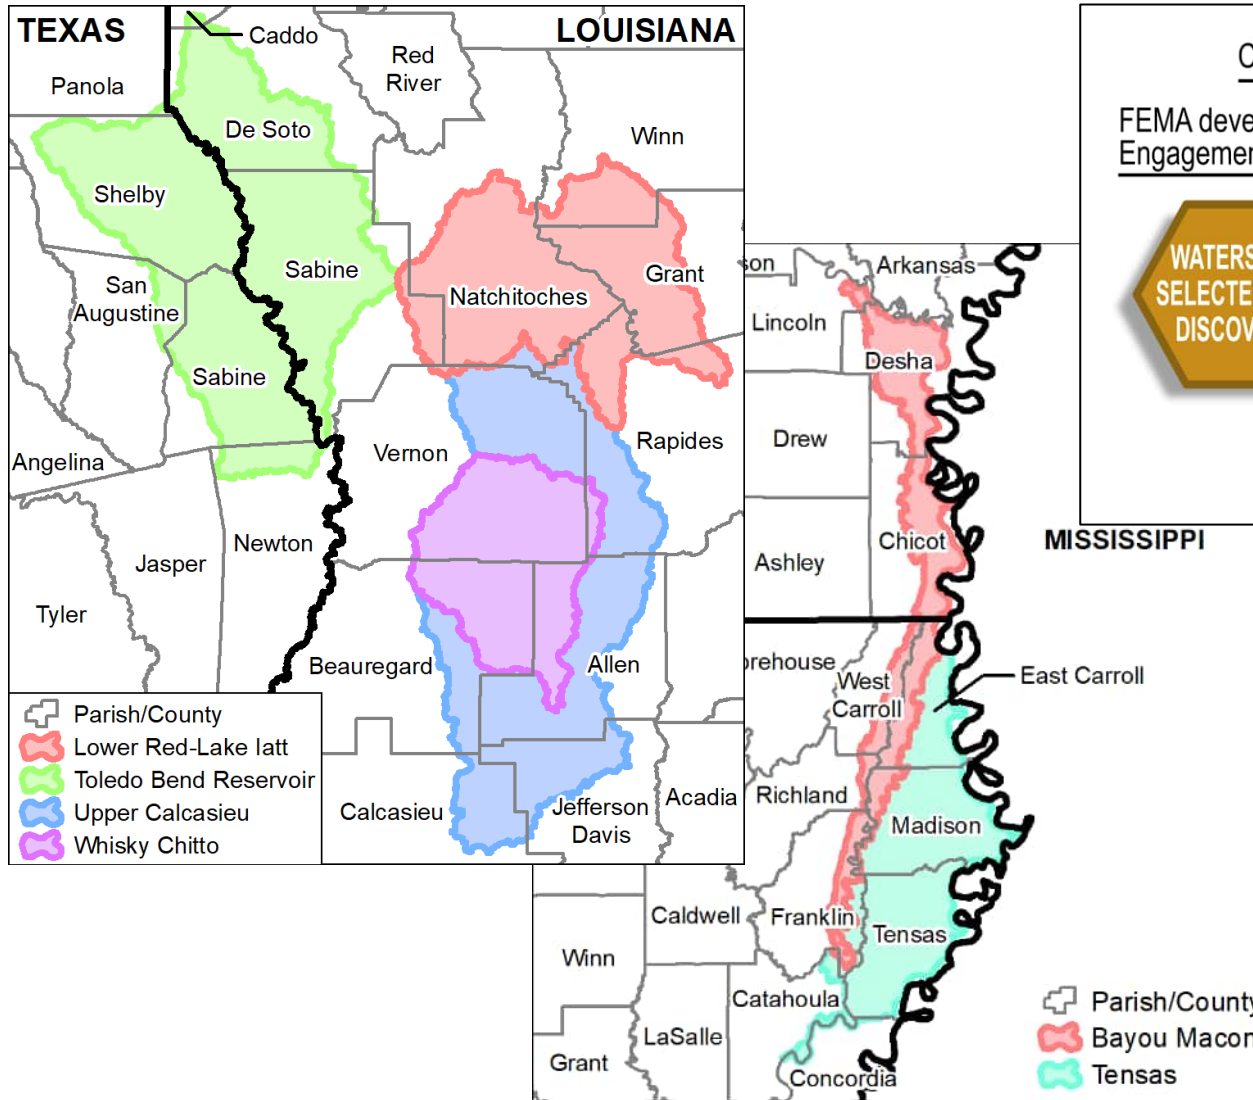 TEXAS
LOUISIANA
Caddo
Red
River
Panola
De Soto
Winn
Shelby
Sabine
Grant
San
Augustine
Natchitoches
Sabine
Vernon
Rapides
Angelina
Newton
Jasper
Tyler
Beauregard
Allen
Calcasieu
Jefferson
Davis
Acadia
Parish/County
Lower Red-Lake Iatt
Toledo Bend Reservoir
Upper Calcasieu
Whisky Chitto
son
Arkansas
Lincoln
Desha
Drew
Chicot
Ashley
MISSISSIPPI
orehouse
West
Carroll
East Carroll
Richland
Madison
Caldwell
Franklin
Tensas
Winn
Catahoula
LaSalle
Grant
Concordia
Parish/County
Bayou Macon
Tensas
C
FEMA deve
Engagemen
WATERS
SELECTE
DISCOV